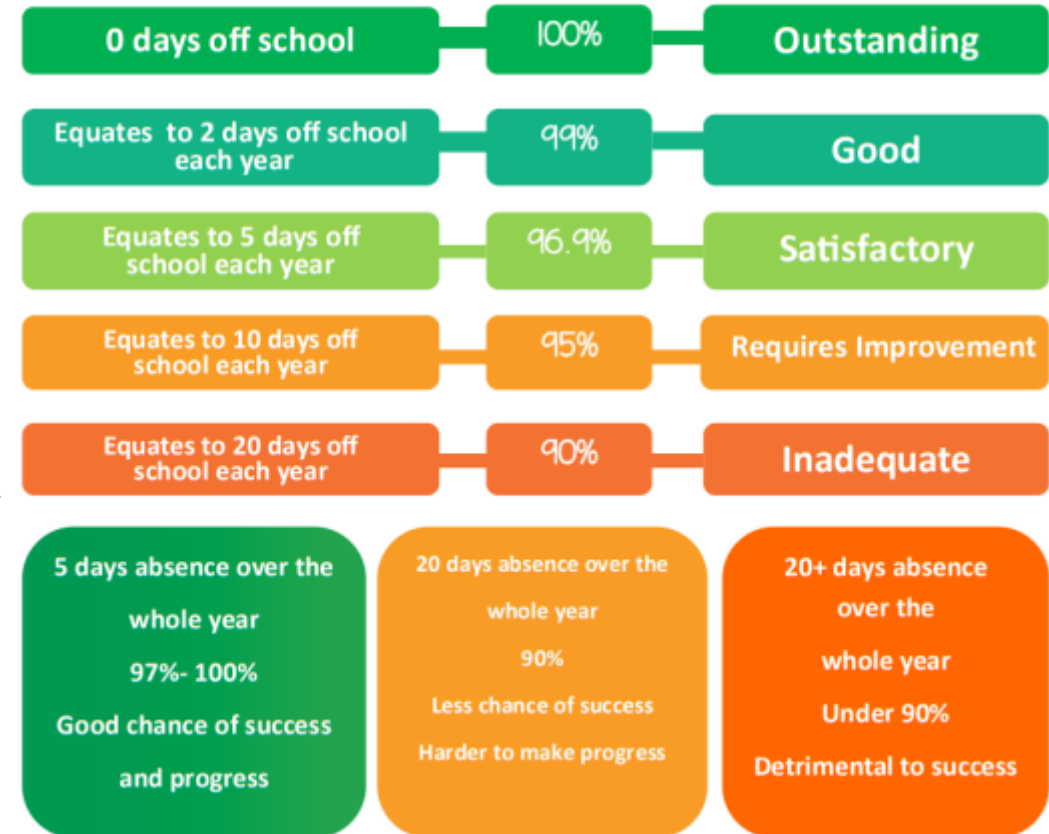 0 days off school
100%
Outstanding
Equates to 2 days off school
each year
99%
Good
Equates to 5 days off
school each year
96.9%
Satisfactory
Equates to 10 days off
school each year
95%
Requires Improvement
Equates to 20 days off
school each year
90%
Inadequate
5 days absence over the
whole year
97%- 100%
Good chance of success
and progress
20 days absence over the
whole year
90%
Less chance of success
Harder to make progress
20+ days absence
over the
whole year
Under 90%
Detrimental to success